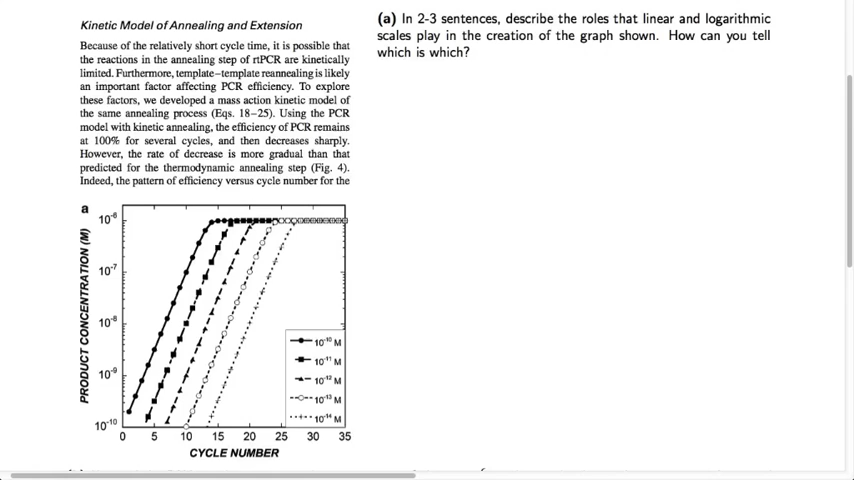 Kinetic Model of Annealing and Extension
Because of the relatively short cycle time, it is possible that
the reactions in the annealing step of rtPCR are kinetically
limited. Furthermore, template–template reannealing is likely
an important factor affecting PCR efficiency. To explore
these factors, we developed a mass action kinetic model of
the same annealing process (Eqs. 18–25). Using the PCR
model with kinetic annealing, the efficiency of PCR remains
at 100% for several cycles, and then decreases sharply.
However, the rate of decrease is more gradual than that
predicted for the thermodynamic annealing step (Fig. 4).
Indeed, the pattern of efficiency versus cycle number for the
a
PRODUCT CONCENTRATION (M)
10⁻⁶
10⁻⁷
10⁻⁸
10⁻⁹
10⁻¹⁰
10⁻¹⁰ M
10⁻¹¹ M
10⁻¹² M
10⁻¹³ M
10⁻¹⁴ M
0 5 10 15 20 25 30 35
CYCLE NUMBER
(a) In 2-3 sentences, describe the roles that linear and logarithmic
scales play in the creation of the graph shown. How can you tell
which is which?